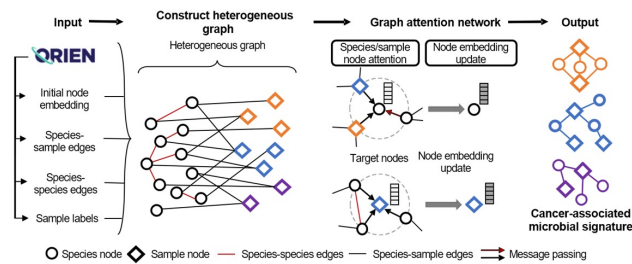 Input
Construct heterogeneous
graph
Graph attention network
Output
ORIEN
Heterogeneous graph
Species/sample
node attention
Node embedding
update
Initial node
embedding
Species-
sample edges
Species-
species edges
Sample labels
Target nodes
Node embedding
update
Cancer-associated
microbial signature
Species node
Sample node
Species-species edges
Species-sample edges
Message passing